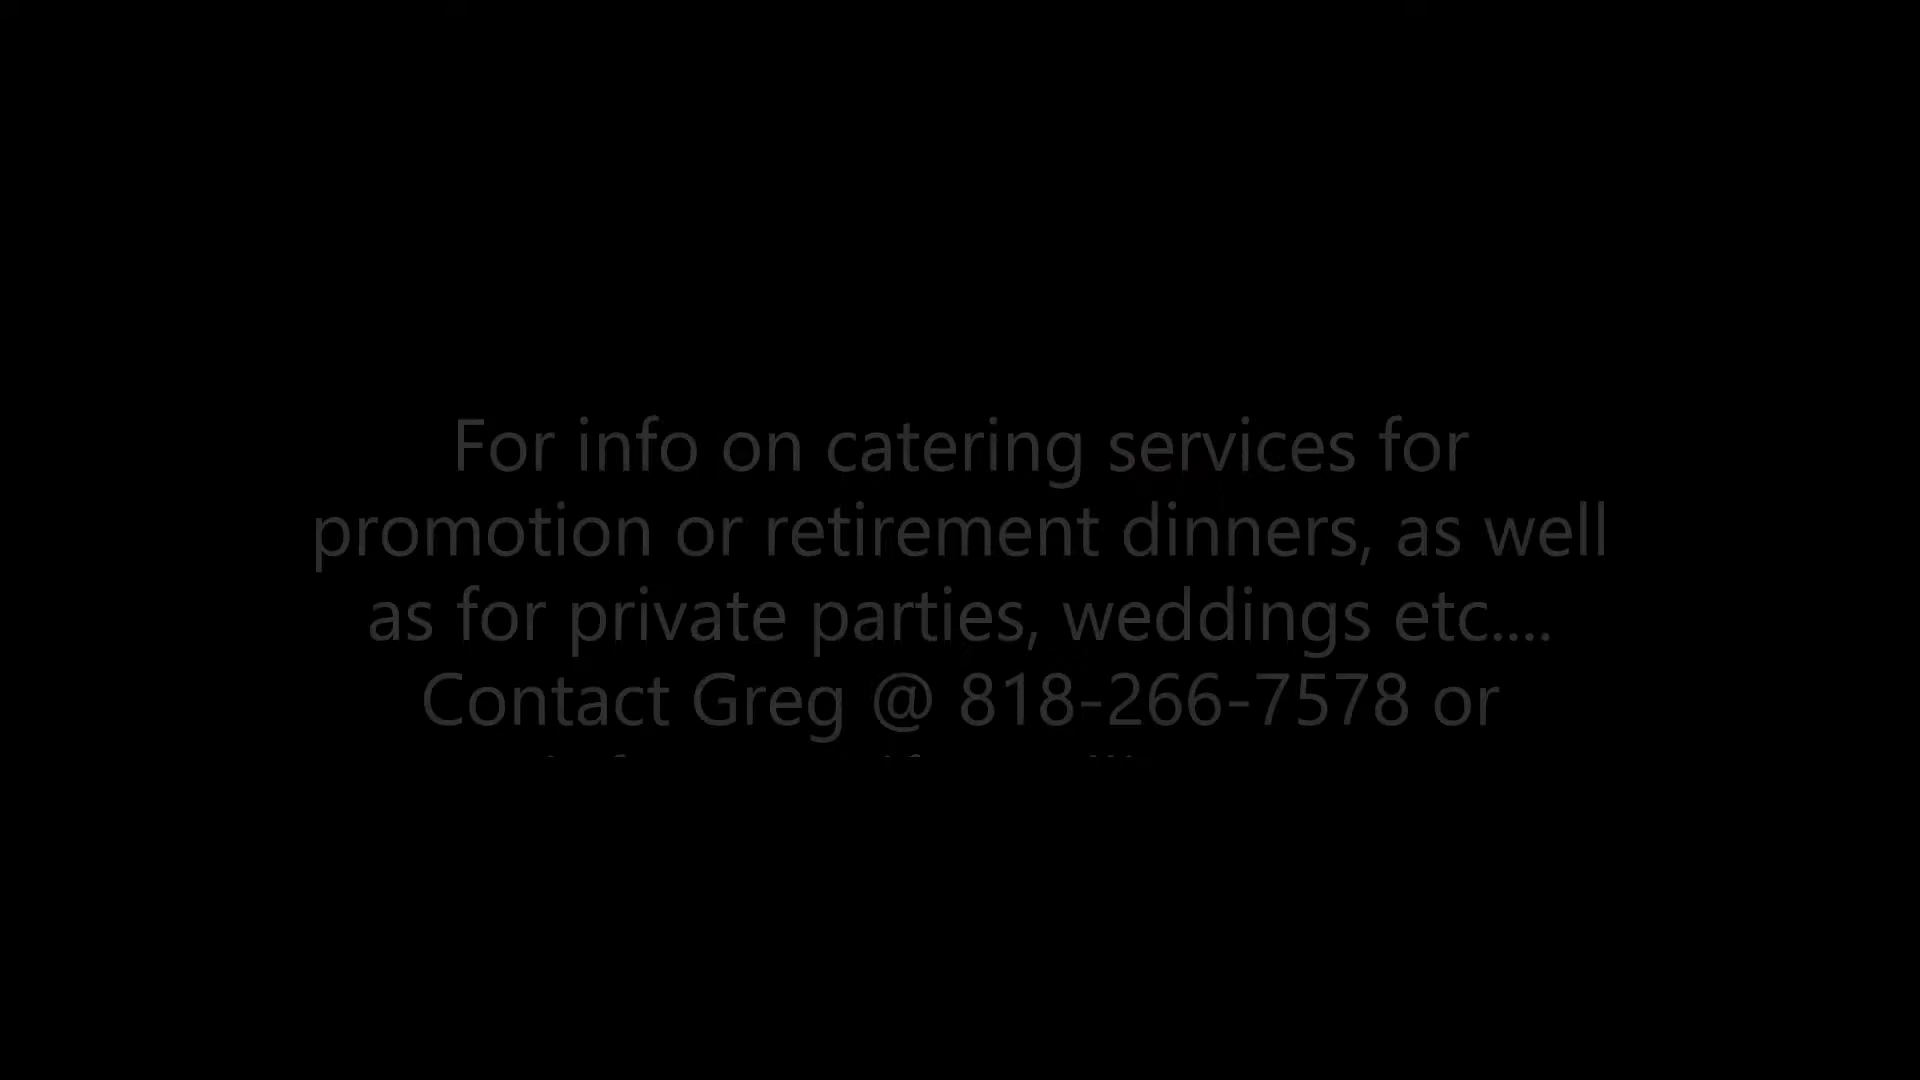 For info on catering services for
promotion or retirement dinners, as well
as for private parties, weddings etc....
Contact Greg @ 818-266-7578 or